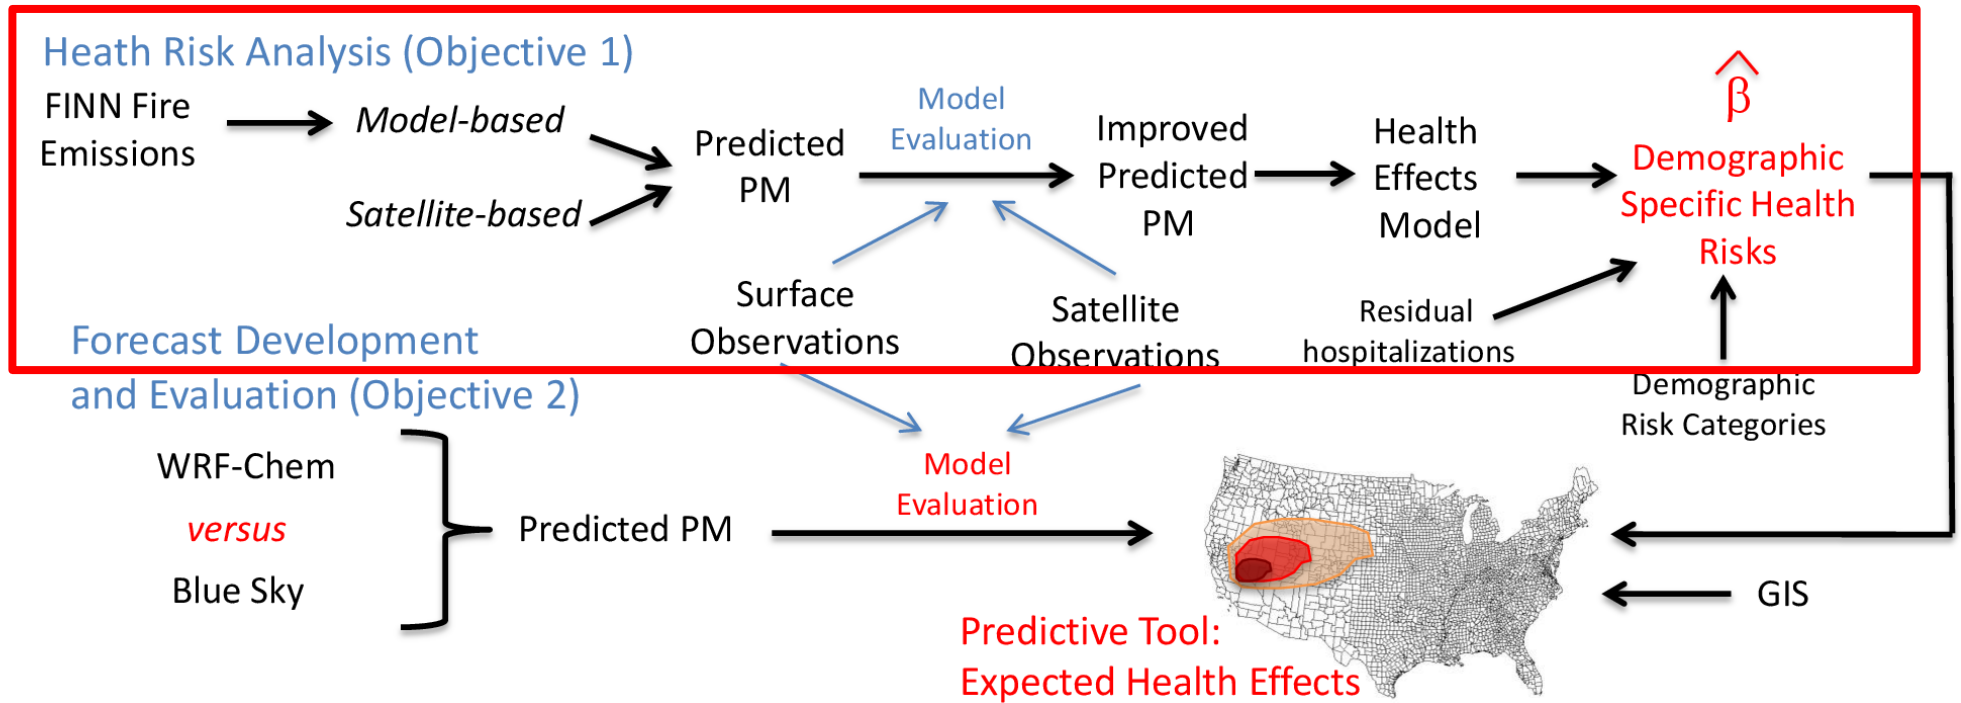 Heath Risk Analysis (Objective 1)
FINN Fire
Emissions
Model-based
Satellite-based
Predicted
PM
Model
Evaluation
Improved
Predicted
PM
Health
Effects
Model
^
β
Demographic
Specific Health
Risks
Surface
Observations
Satellite
Observations
Residual
hospitalizations
Demographic
Risk Categories
Forecast Development
and Evaluation (Objective 2)
WRF-Chem
versus
Blue Sky
Predicted PM
Model
Evaluation
GIS
Predictive Tool:
Expected Health Effects